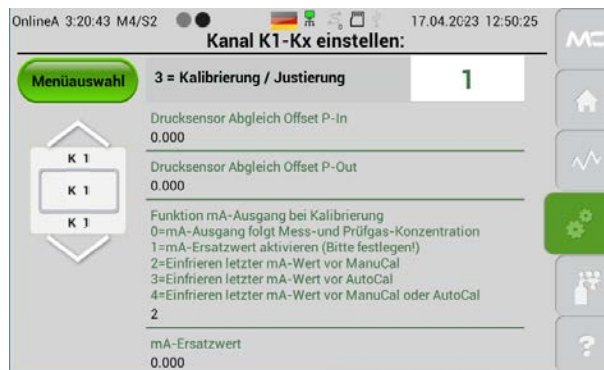 OnlineA 3:20:43 M4/S2
17.04.2023 12:50:25
Kanal K1-Kx einstellen:
MC
Menüauswahl
3 = Kalibrierung / Justierung
1
K 1
K 1
K 1
Drucksensor Abgleich Offset P-In
0.000
Drucksensor Abgleich Offset P-Out
0.000
Funktion mA-Ausgang bei Kalibrierung
0=mA-Ausgang folgt Mess-und Prüfgas-Konzentration
1=mA-Ersatzwert aktivieren (Bitte festlegen!)
2=Einfrieren letzter mA-Wert vor ManuCal
3=Einfrieren letzter mA-Wert vor AutoCal
4=Einfrieren letzter mA-Wert vor ManuCal oder AutoCal
2
mA-Ersatzwert
0.000
?